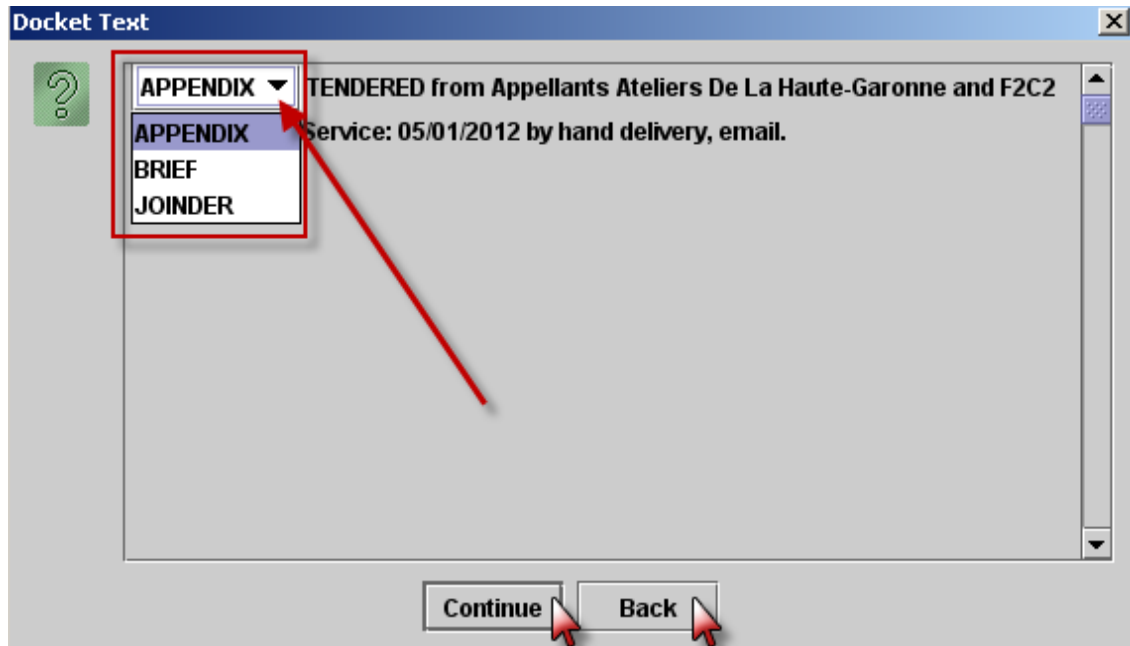 Docket Text
APPENDIX TENDERED from Appellants Ateliers De La Haute-Garonne and F2C2
APPENDIX Service: 05/01/2012 by hand delivery, email.
BRIEF
JOINDER
Continue Back